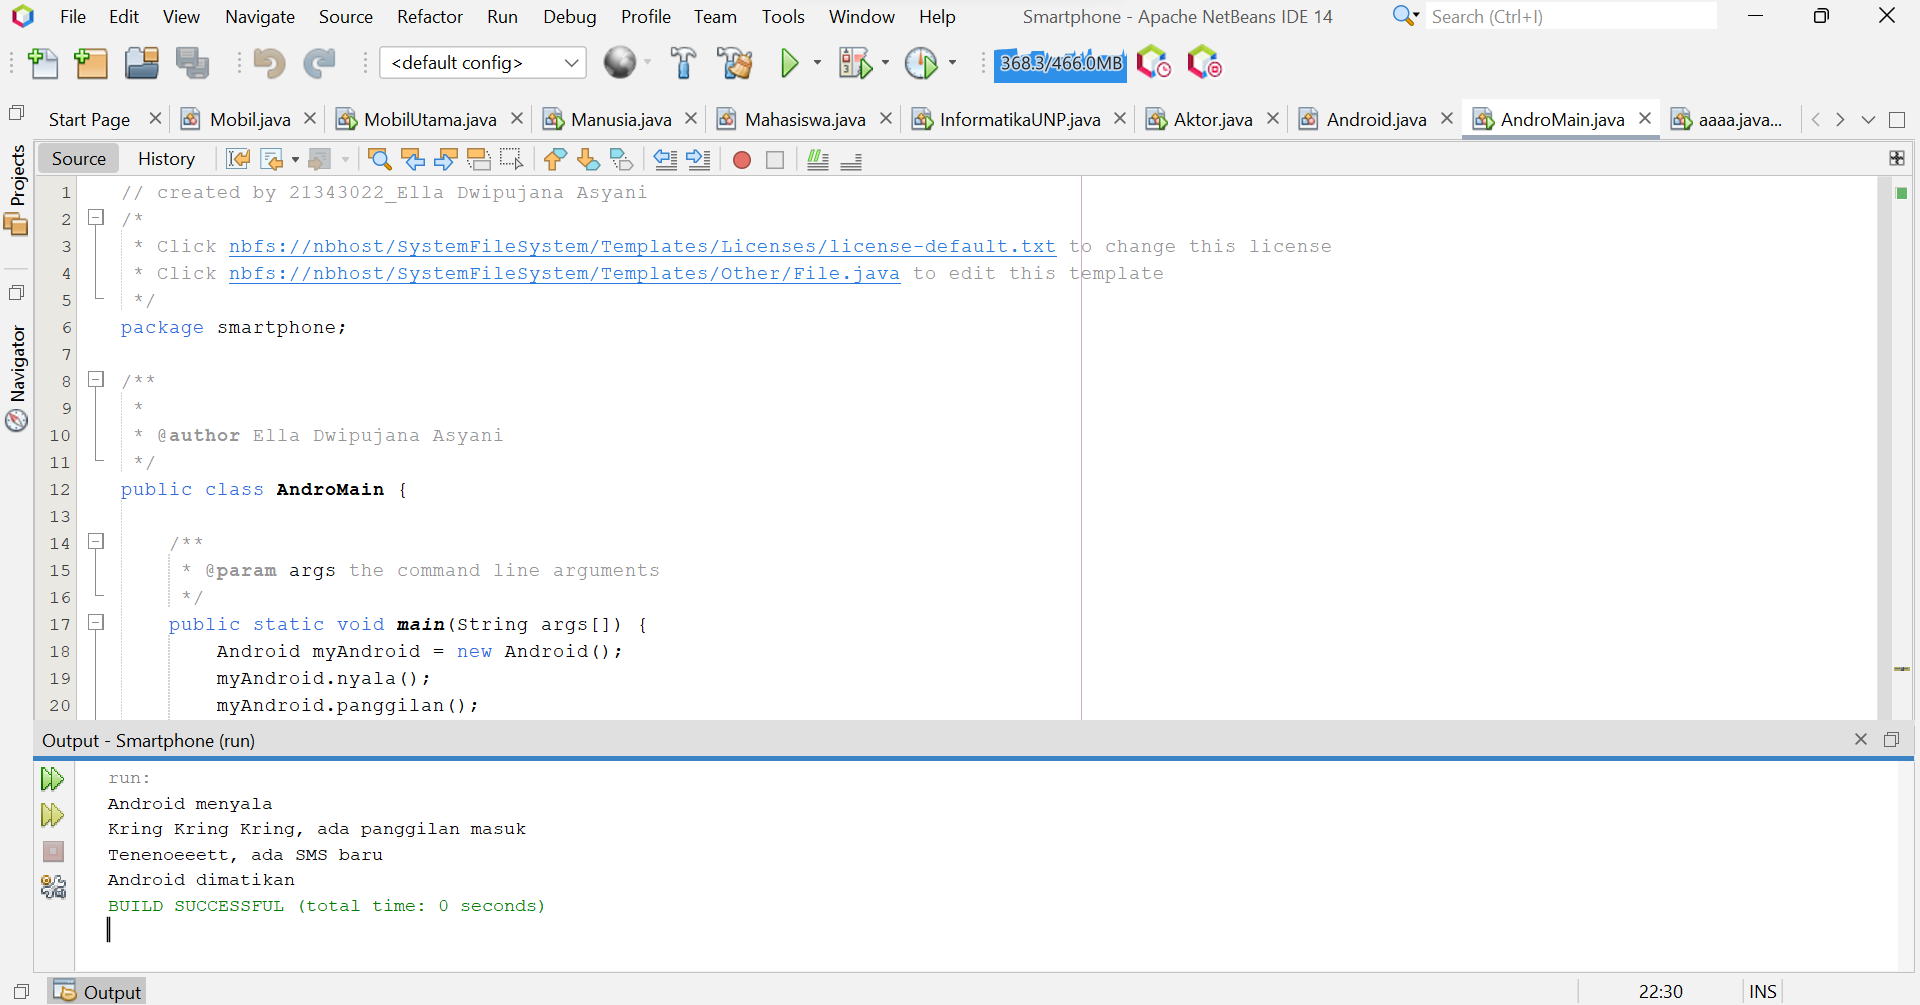 File Edit View Navigate Source Refactor Run Debug Profile Team Tools Window Help Smartphone - Apache NetBeans IDE 14 Search (Ctrl+I)
<default config> 368.3/466.0MB
Start Page Mobil.java MobilUtama.java Manusia.java Mahasiswa.java InformatikaUNP.java Aktor.java Android.java AndroMain.java aaaa.java...
Projects
Navigator
Source History
1 // created by 21343022_Ella Dwipujana Asyani
2 /*
3 * Click nbfs://nbhost/SystemFileSystem/Templates/Licenses/license-default.txt to change this license
4 * Click nbfs://nbhost/SystemFileSystem/Templates/Other/File.java to edit this template
5 */
6 package smartphone;
7
8 /**
9 *
10 * @author Ella Dwipujana Asyani
11 */
12 public class AndroMain {
13
14 /**
15 * @param args the command line arguments
16 */
17 public static void main(String args[]) {
18 Android myAndroid = new Android();
19 myAndroid.nyala();
20 myAndroid.panggilan();
Output - Smartphone (run)
run:
Android menyala
Kring Kring Kring, ada panggilan masuk
Tenenoeeett, ada SMS baru
Android dimatikan
BUILD SUCCESSFUL (total time: 0 seconds)
Output 22:30 INS